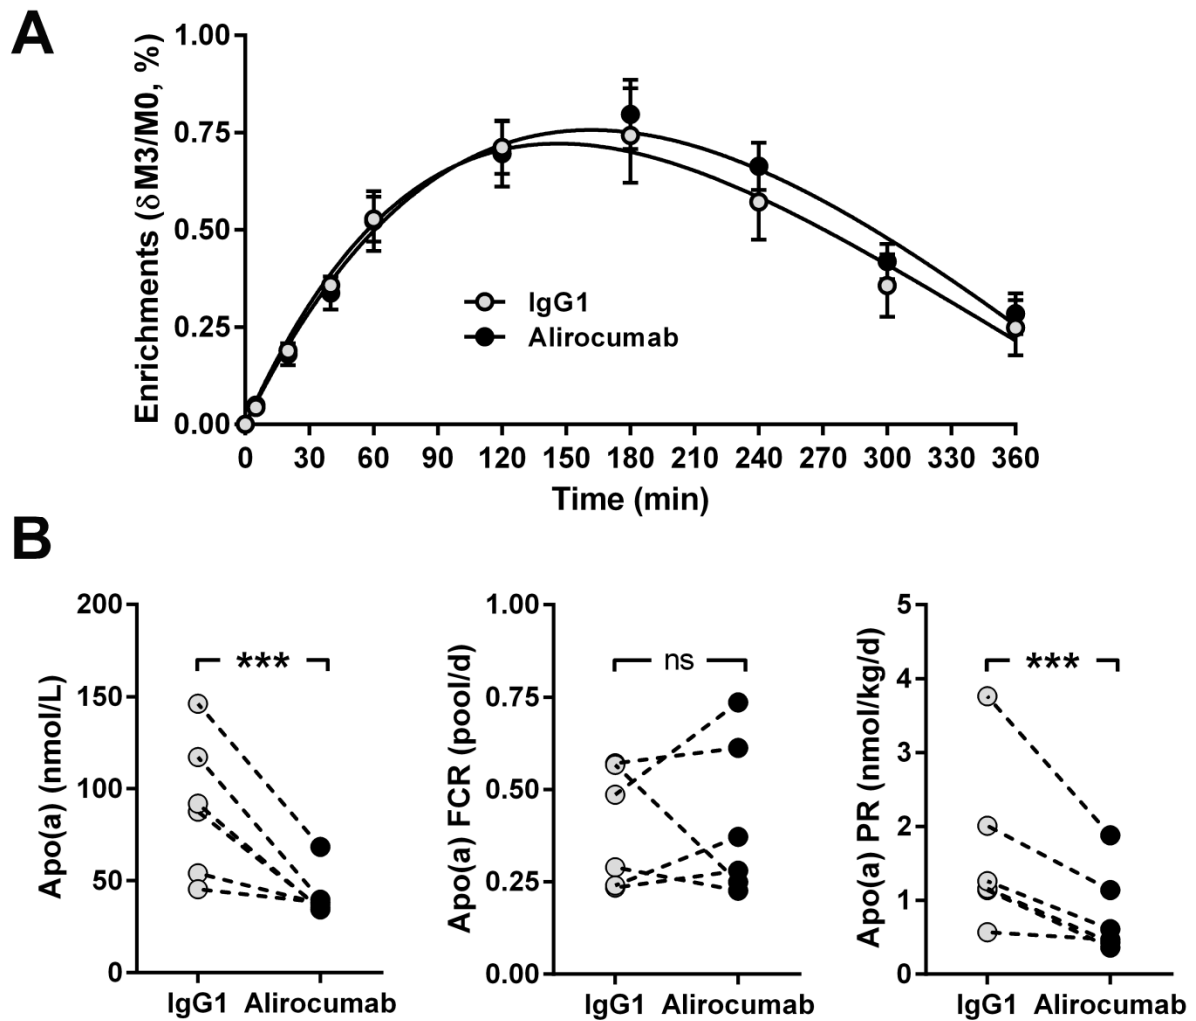 A
Enrichments (δM3/M0, %)
1.00
0.75
0.50
0.25
0.00
IgG1
Alirocumab
0 30 60 90 120 150 180 210 240 270 300 330 360
Time (min)
B
Apo(a) (nmol/L)
200
150
100
50
0
***
IgG1 Alirocumab
Apo(a) FCR (pool/d)
1.00
0.75
0.50
0.25
0.00
ns
IgG1 Alirocumab
Apo(a) PR (nmol/kg/d)
5
4
3
2
1
0
***
IgG1 Alirocumab